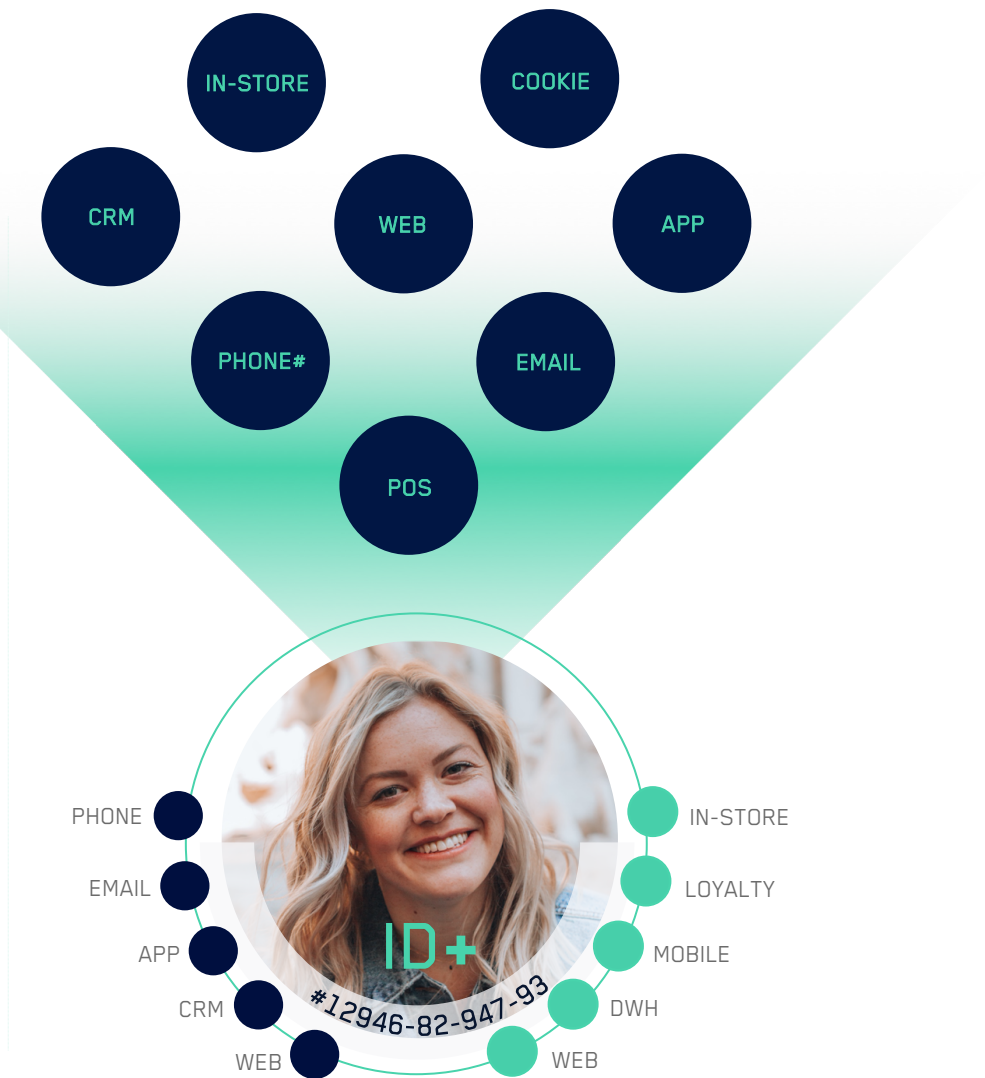 IN-STORE
COOKIE
CRM
WEB
APP
PHONE#
EMAIL
POS
PHONE
IN-STORE
EMAIL
LOYALTY
ID+
APP
MOBILE
#12946-82-947-93
CRM
DWH
WEB
WEB